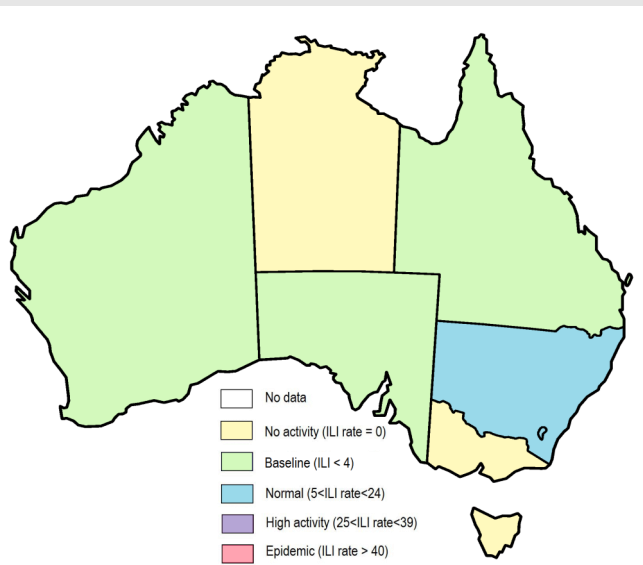 No data
No activity (ILI rate = 0)
Baseline (ILI < 4)
Normal (5<ILI rate<24)
High activity (25<ILI rate<39)
Epidemic (ILI rate > 40)